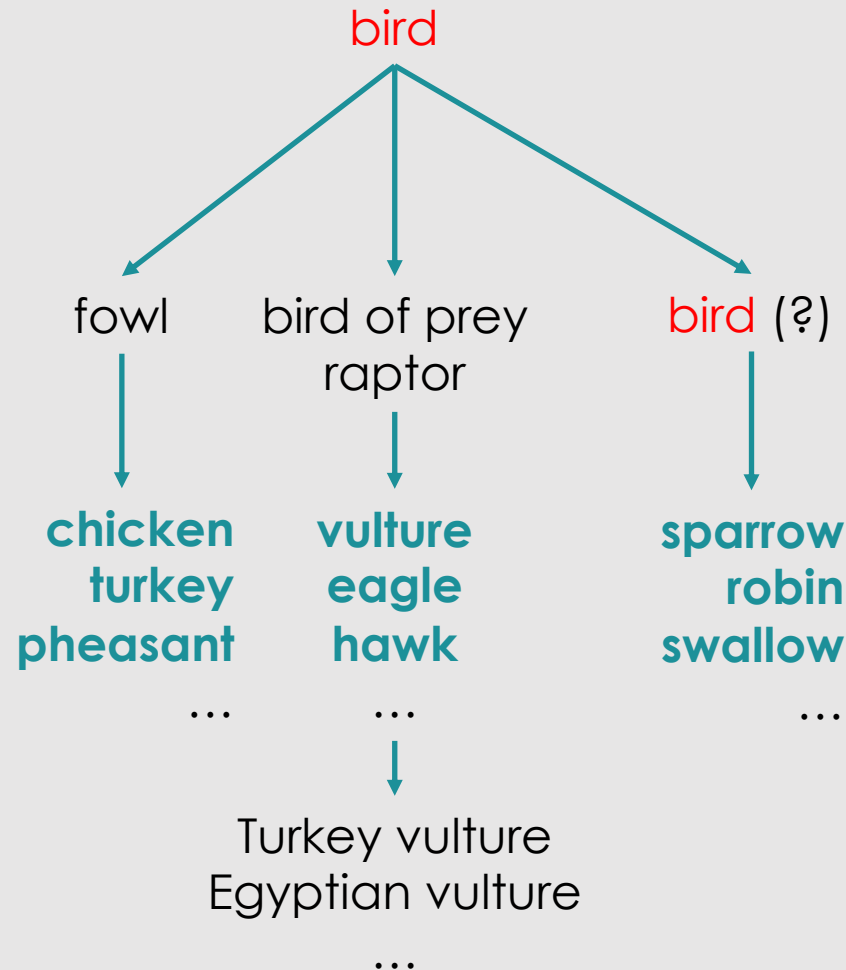 bird
fowl
bird of prey
raptor
bird (?)
chicken
turkey
pheasant
...
vulture
eagle
hawk
...
sparrow
robin
swallow
...
Turkey vulture
Egyptian vulture
...